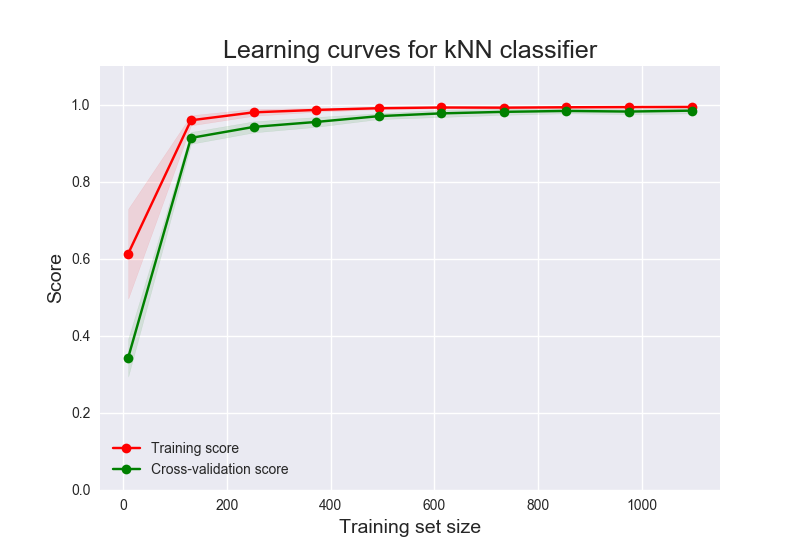 Learning curves for kNN classifier
Score
1.0
0.8
0.6
0.4
0.2
0.0
Training score
Cross-validation score
0 200 400 600 800 1000
Training set size